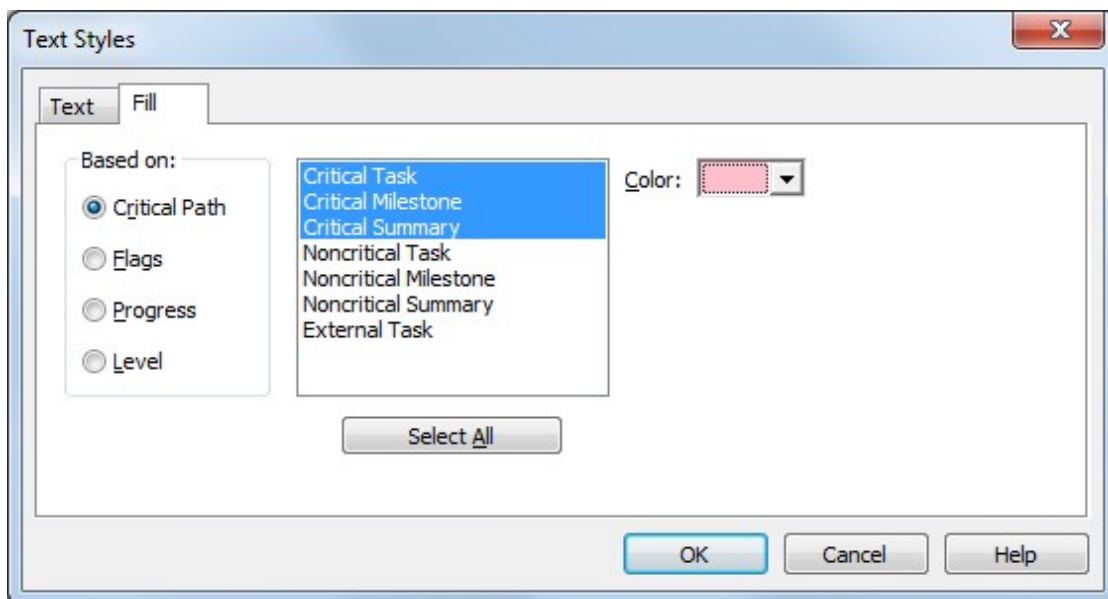 Text Styles
Text
Fill
Based on:
Critical Path
Flags
Progress
Level
Critical Task
Critical Milestone
Critical Summary
Noncritical Task
Noncritical Milestone
Noncritical Summary
External Task
Select All
Color:
OK
Cancel
Help